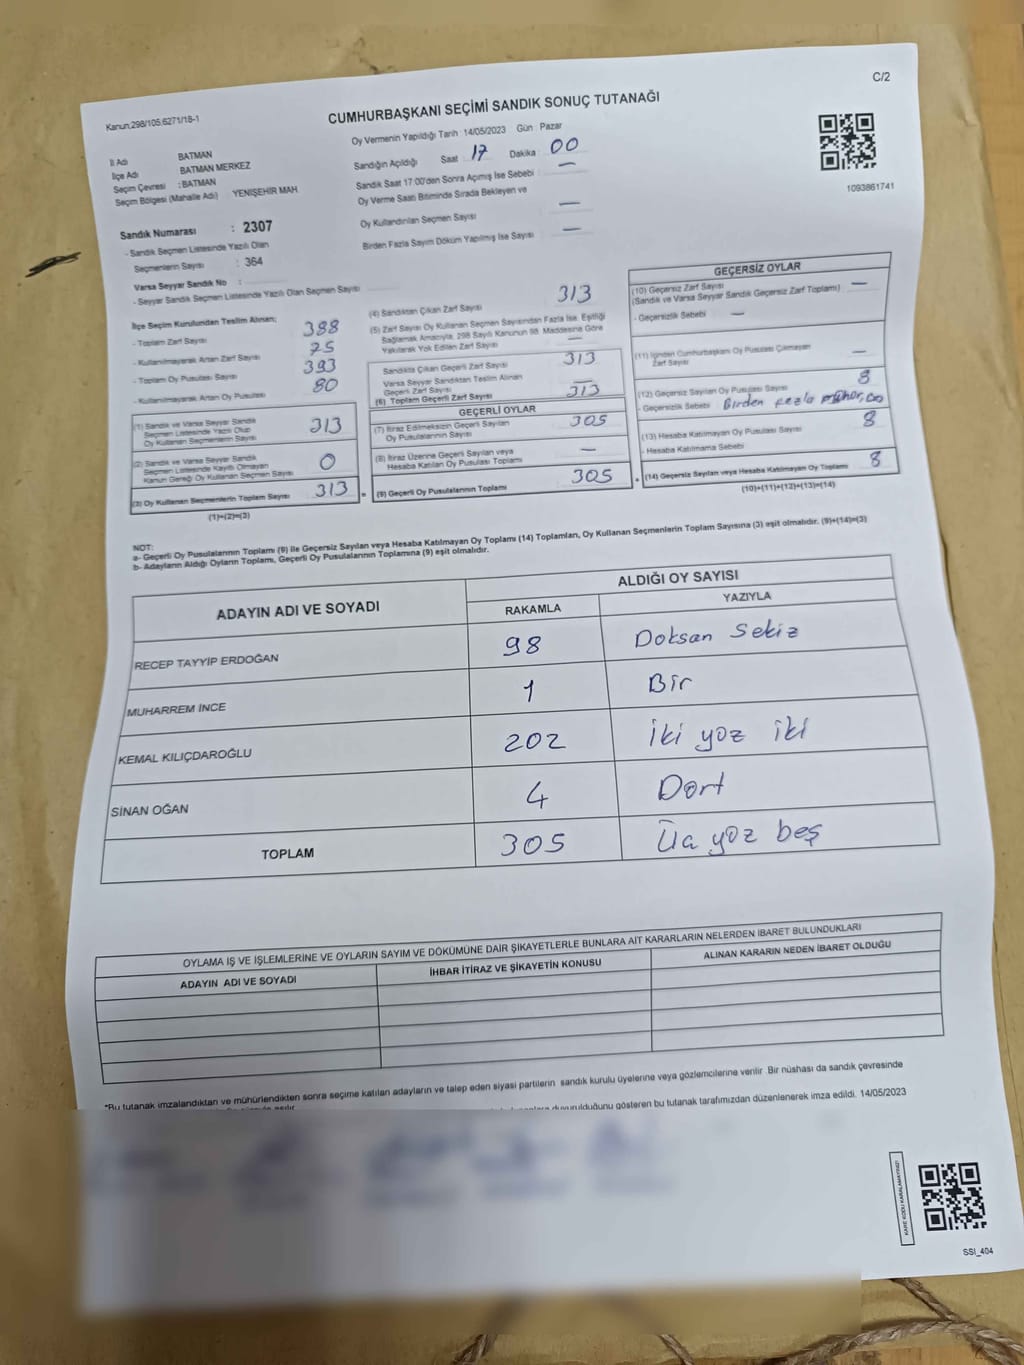 C/2
Kanun;298/105;6271/18-1
CUMHURBAŞKANI SEÇİMİ SANDIK SONUÇ TUTANAĞI
Oy Vermenin Yapıldığı Tarih : 14/05/2023 Gün : Pazar
İl Adı BATMAN
İlçe Adı BATMAN MERKEZ
Seçim Çevresi : BATMAN
Seçim Bölgesi (Mahalle Adı) YENİŞEHİR MAH.
Sandığın Açıldığı Saat 17 Dakika 00
Sandık Saat 17:00'den Sonra Açımış İse Sebebi : —
Oy Verme Saati Bitiminde Sırada Bekleyen ve
Oy Kullandırılan Seçmen Sayısı : —
Birden Fazla Sayım Döküm Yapılmış İse Sayısı : —
1093861741
Sandık Numarası : 2307
- Sandık Seçmen Listesinde Yazılı Olan
Seçmenlerin Sayısı : 364
Varsa Seyyar Sandık No :
- Seyyar Sandık Seçmen Listesinde Yazılı Olan Seçmen Sayısı
İlçe Seçim Kurulundan Teslim Alınan;
- Toplam Zarf Sayısı 388
- Kullanılmayarak Artan Zarf Sayısı 75
- Toplam Oy Pusulası Sayısı 393
- Kullanılmayarak Artan Oy Pusulası 80
(1) Sandık ve Varsa Seyyar Sandık
Seçmen Listesinde Yazılı Olup
Oy Kullanan Seçmenlerin Sayısı 313
(2) Sandık ve Varsa Seyyar Sandık
Seçmen Listesinde Kayıtlı Olmayan
Kanun Gereği Oy Kullanan Seçmen Sayısı 0
(3) Oy Kullanan Seçmenlerin Toplam Sayısı 313
(1)+(2)=(3)
(4) Sandıktan Çıkan Zarf Sayısı 313
(5) Zarf Sayısı Oy Kullanan Seçmen Sayısından Fazla İse, Eşitliği
Sağlamak Amacıyla, 298 Sayılı Kanunun 98. Maddesine Göre
Yakılarak Yok Edilen Zarf Sayısı —
Sandıkta Çıkan Geçerli Zarf Sayısı 313
Varsa Seyyar Sandıktan Teslim Alınan
Geçerli Zarf Sayısı —
(6) Toplam Geçerli Zarf Sayısı 313
GEÇERLİ OYLAR
(7) İtiraz Edilmeksizin Geçerli Sayılan
Oy Pusulalarının Sayısı 305
(8) İtiraz Üzerine Geçerli Sayılan veya
Hesaba Katılan Oy Pusulası Toplamı —
= (9) Geçerli Oy Pusulalarının Toplamı 305
GEÇERSİZ OYLAR
(10) Geçersiz Zarf Sayısı —
(Sandık ve Varsa Seyyar Sandık Geçersiz Zarf Toplamı)
- Geçersizlik Sebebi —
(11) İçinden Cumhurbaşkanı Oy Pusulası Çıkmayan
Zarf Sayısı —
(12) Geçersiz Sayılan Oy Pusulası Sayısı 8
- Geçersizlik Sebebi Birden fazla
(13) Hesaba Katılmayan Oy Pusulası Sayısı 8
- Hesaba Katılmama Sebebi
+ (14) Geçersiz Sayılan veya Hesaba Katılmayan Oy Toplamı 8
(10)+(11)+(12)+(13)=(14)
NOT:
a- Geçerli Oy Pusulalarının Toplamı (9) ile Geçersiz Sayılan veya Hesaba Katılmayan Oy Toplamı (14) Toplamları, Oy Kullanan Seçmenlerin Toplam Sayısına (3) eşit olmalıdır. (9)+(14)=(3)
b- Adayların Aldığı Oyların Toplamı, Geçerli Oy Pusulalarının Toplamına (9) eşit olmalıdır.
ADAYIN ADI VE SOYADI ALDIĞI OY SAYISI
RAKAMLA YAZIYLA
RECEP TAYYİP ERDOĞAN 98 Doksan Sekiz
MUHARREM İNCE 1 Bir
KEMAL KILIÇDAROĞLU 202 İki yöz iki
SİNAN OĞAN 4 Dört
TOPLAM 305 Üç yöz beş
OYLAMA İŞ VE İŞLEMLERİNE VE OYLARIN SAYIM VE DÖKÜMÜNE DAİR ŞİKAYETLERLE BUNLARA AİT KARARLARIN NELERDEN İBARET BULUNDUKLARI
ADAYIN ADI VE SOYADI İHBAR İTİRAZ VE ŞİKAYETİN KONUSU ALINAN KARARIN NEDEN İBARET OLDUĞU
*Bu tutanak imzalandıktan ve mühürlendikten sonra seçime katılan adayların ve talep eden siyasi partilerin sandık kurulu üyelerine veya gözlemcilerine verilir. Bir nüshası da sandık çevresinde
duyurulduğunu gösteren bu tutanak tarafımızdan düzenlenerek imza edildi. 14/05/2023
KARE KODU KARALAMAYINIZ!
SSI_404